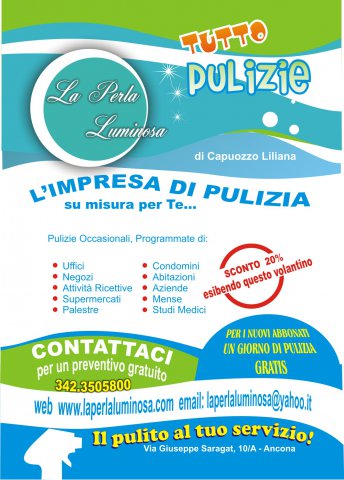 TUTTO
PULIZIE
La Perla
Luminosa
di Capuozzo Liliana
L'IMPRESA DI PULIZIA
su misura per Te...
Pulizie Occasionali, Programmate di:
• Uffici
• Negozi
• Attività Ricettive
• Supermercati
• Palestre
• Condomini
• Abitazioni
• Aziende
• Mense
• Studi Medici
SCONTO 20%
esibendo questo volantino
PER I NUOVI ABBONATI
UN GIORNO DI PULIZIA
GRATIS
CONTATTACI
per un preventivo gratuito
342.3505800
web www.laperlaluminosa.com email: laperlaluminosa@yahoo.it
Il pulito al tuo servizio!
Via Giuseppe Saragat, 10/A - Ancona